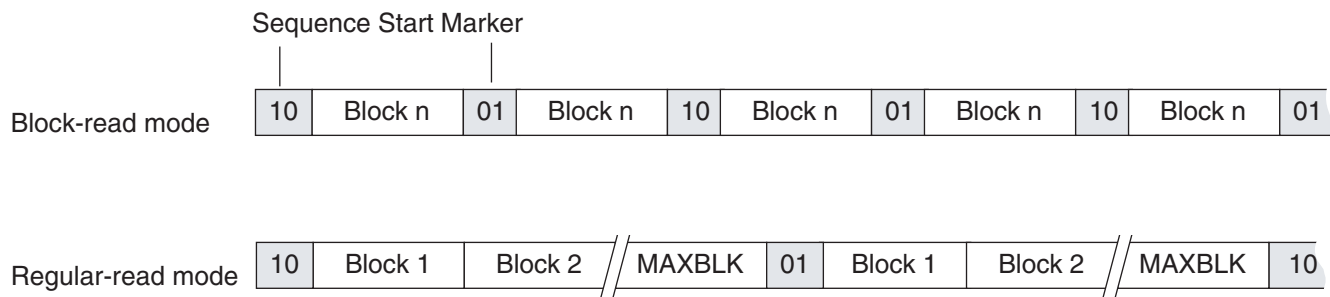 Sequence Start Marker
Block-read mode 10 Block n 01 Block n 10 Block n 01 Block n 10 Block n 01
Regular-read mode 10 Block 1 Block 2 MAXBLK 01 Block 1 Block 2 MAXBLK 10